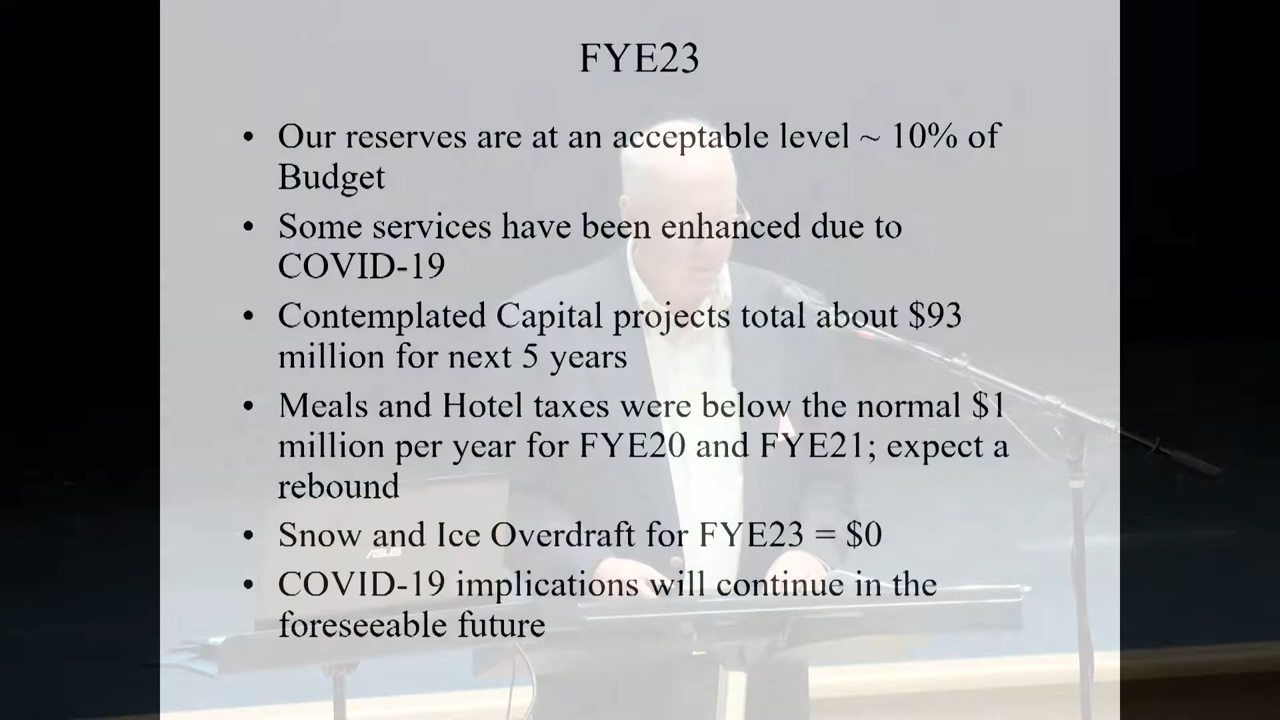 FYE23
• Our reserves are at an acceptable level ~ 10% of
Budget
• Some services have been enhanced due to
COVID-19
• Contemplated Capital projects total about $93
million for next 5 years
• Meals and Hotel taxes were below the normal $1
million per year for FYE20 and FYE21; expect a
rebound
• Snow and Ice Overdraft for FYE23 = $0
ASUS
• COVID-19 implications will continue in the
foreseeable future